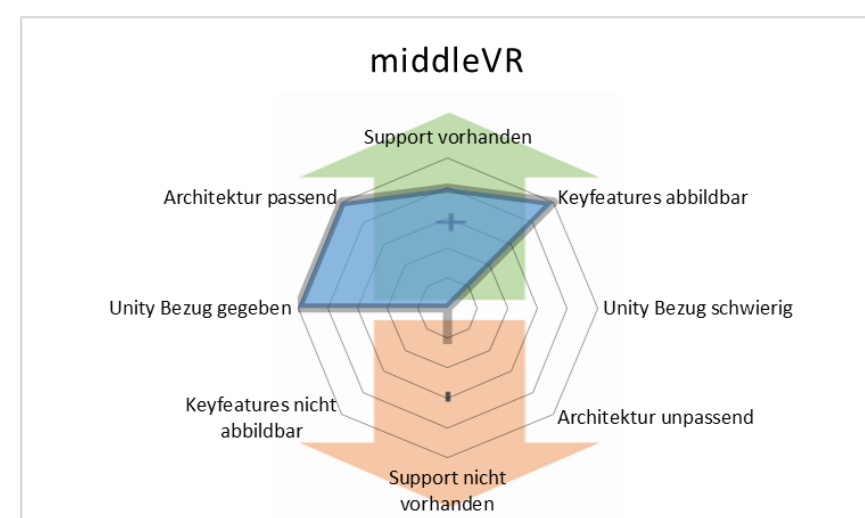 middleVR
Support vorhanden
Architektur passend
Keyfeatures abbildbar
+
Unity Bezug gegeben
Unity Bezug schwierig
-
Keyfeatures nicht
abbildbar
Architektur unpassend
Support nicht
vorhanden